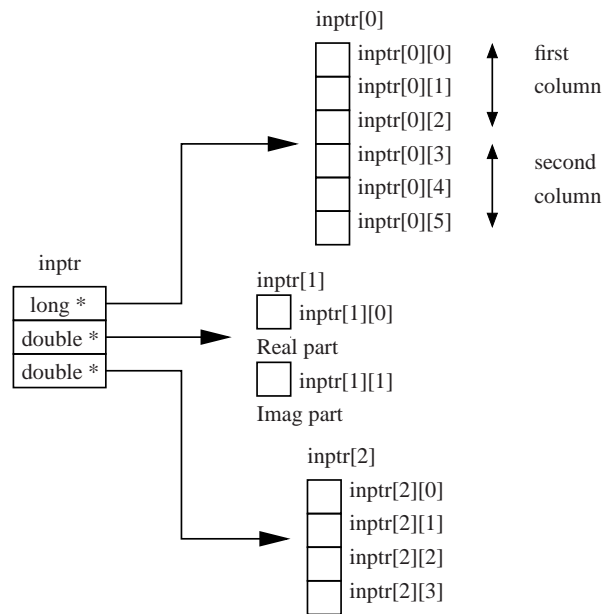 inptr[0]
inptr[0][0]
inptr[0][1]
inptr[0][2]
inptr[0][3]
inptr[0][4]
inptr[0][5]
first
column
second
column
inptr
long *
double *
double *
inptr[1]
inptr[1][0]
Real part
inptr[1][1]
Imag part
inptr[2]
inptr[2][0]
inptr[2][1]
inptr[2][2]
inptr[2][3]